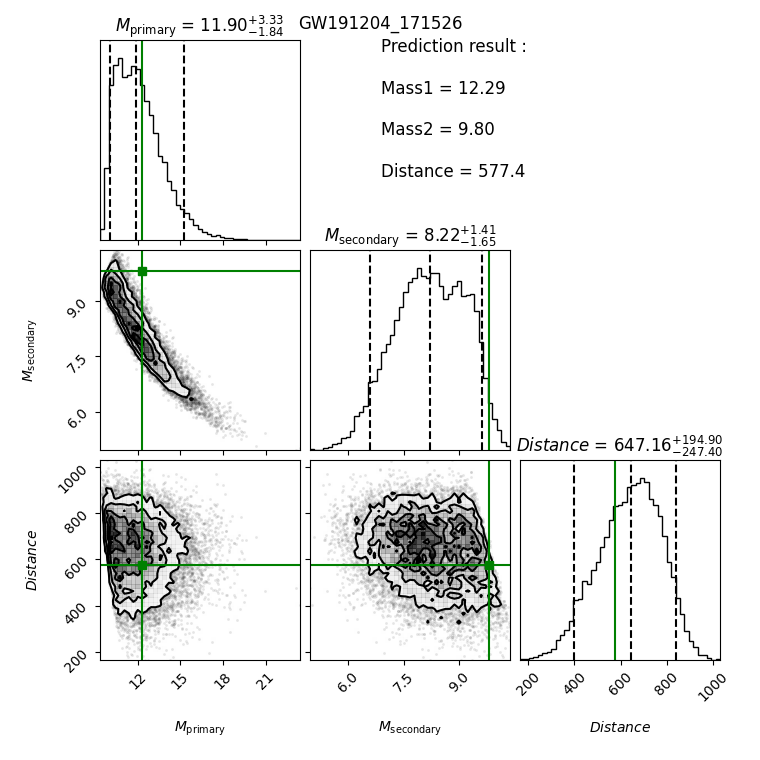 M_primary = 11.90^{+3.33}_{-1.84} GW191204_171526
Prediction result :
Mass1 = 12.29
Mass2 = 9.80
Distance = 577.4
M_secondary = 8.22^{+1.41}_{-1.65}
9.0
7.5
6.0
M_secondary
Distance = 647.16^{+194.90}_{-247.40}
1000
800
600
400
200
Distance
12 15 18 21
6.0 7.5 9.0
200 400 600 800 1000
M_primary
M_secondary
Distance